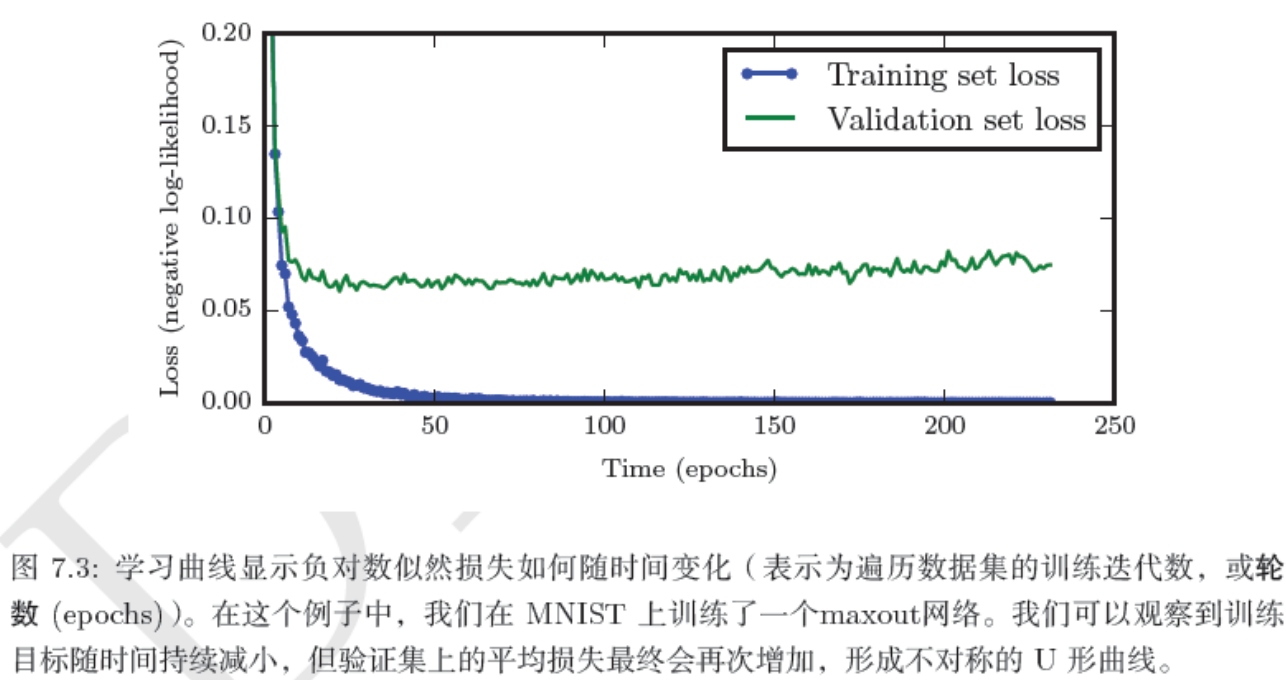 0.20
0.15
0.10
0.05
0.00
Loss (negative log-likelihood)
Training set loss
Validation set loss
0 50 100 150 200 250
Time (epochs)
图 7.3: 学习曲线显示负对数似然损失如何随时间变化（表示为遍历数据集的训练迭代数，或轮
数 (epochs)）。在这个例子中，我们在 MNIST 上训练了一个maxout网络。我们可以观察到训练
目标随时间持续减小，但验证集上的平均损失最终会再次增加，形成不对称的 U 形曲线。